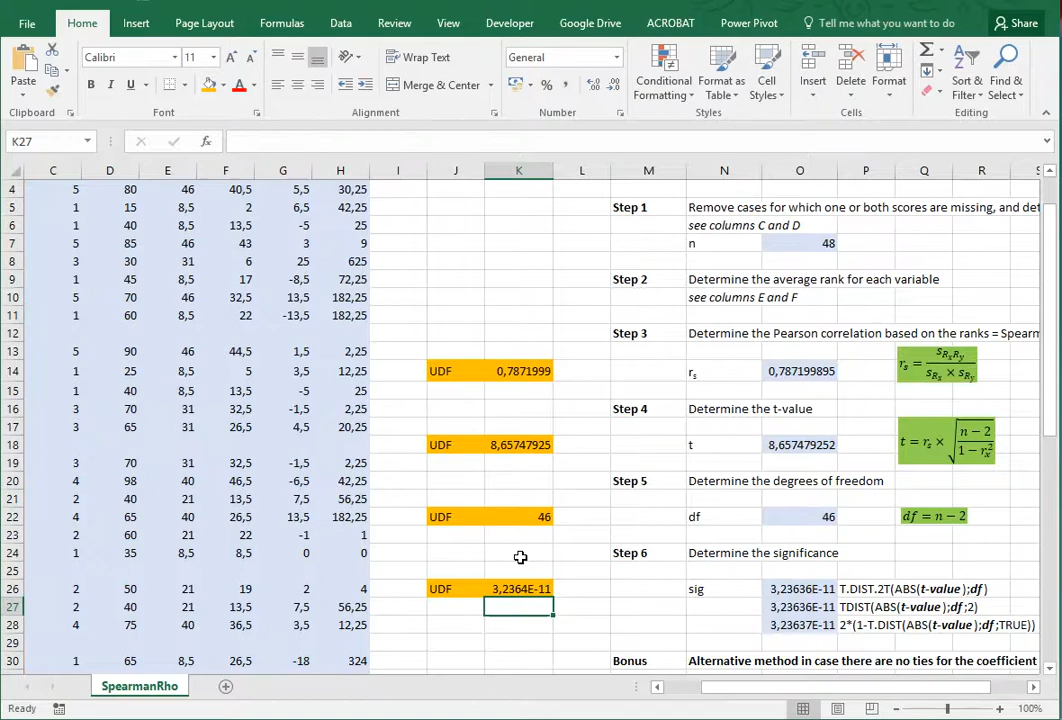 File Home Insert Page Layout Formulas Data Review View Developer Google Drive ACROBAT Power Pivot Tell me what you want to do Share
Paste
Calibri 11
B I U
Wrap Text
Merge & Center
General
Conditional Formatting
Format as Table
Cell Styles
Insert Delete Format
Sort & Filter
Find & Select
Clipboard Font Alignment Number Styles Cells Editing
K27 fx
C D E F G H I J K L M N O P Q R S
4 5 80 46 40,5 5,5 30,25
5 1 15 8,5 2 6,5 42,25 Step 1 Remove cases for which one or both scores are missing, and det
6 1 40 8,5 13,5 -5 25 see columns C and D
7 5 85 46 43 3 9 n 48
8 3 30 31 6 25 625
9 1 45 8,5 17 -8,5 72,25 Step 2 Determine the average rank for each variable
10 5 70 46 32,5 13,5 182,25 see columns E and F
11 1 60 8,5 22 -13,5 182,25
12 Step 3 Determine the Pearson correlation based on the ranks = Spearm
13 5 90 46 44,5 1,5 2,25
14 1 25 8,5 5 3,5 12,25 UDF 0,7871999 rs 0,787199895 rs = sRxRy / (sRx × sRy)
15 1 40 8,5 13,5 -5 25
16 3 70 31 32,5 -1,5 2,25 Step 4 Determine the t-value
17 3 65 31 26,5 4,5 20,25
18 UDF 8,65747925 t 8,657479252 t = rs × √((n − 2) / (1 − rx²))
19 3 70 31 32,5 -1,5 2,25
20 4 98 40 46,5 -6,5 42,25 Step 5 Determine the degrees of freedom
21 2 40 21 13,5 7,5 56,25
22 4 65 40 26,5 13,5 182,25 UDF 46 df 46 df = n − 2
23 2 60 21 22 -1 1
24 1 35 8,5 8,5 0 0 Step 6 Determine the significance
25
26 2 50 21 19 2 4 UDF 3,2364E-11 sig 3,23636E-11 T.DIST.2T(ABS(t-value);df)
27 2 40 21 13,5 7,5 56,25 3,23636E-11 TDIST(ABS(t-value);df;2)
28 4 75 40 36,5 3,5 12,25 3,23637E-11 2*(1-T.DIST(ABS(t-value);df;TRUE))
29
30 1 65 8,5 26,5 -18 324 Bonus Alternative method in case there are no ties for the coefficient
SpearmanRho
Ready 100%